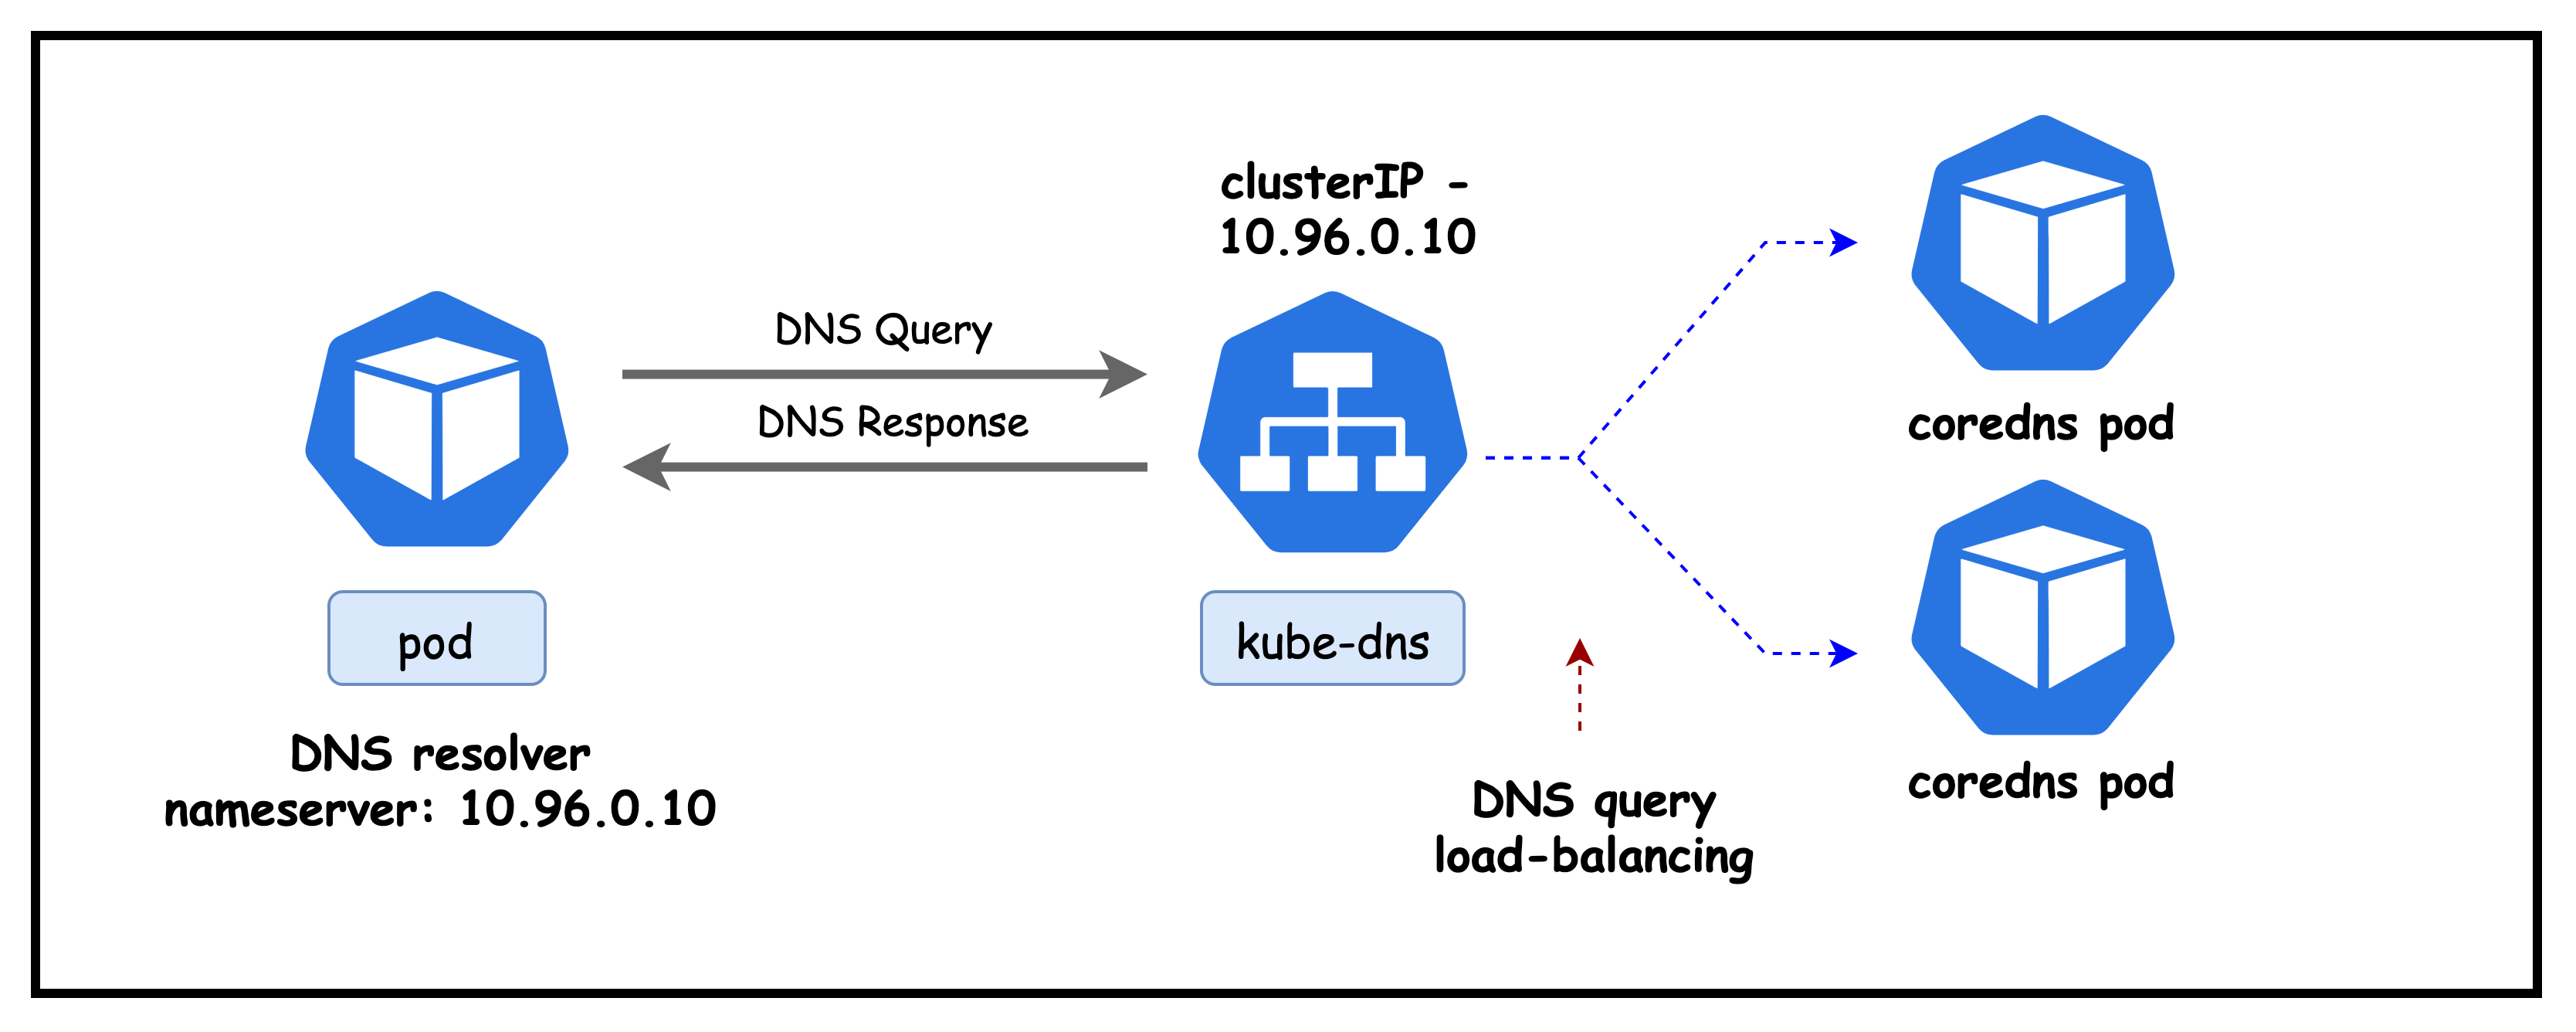 clusterIP -
10.96.0.10
DNS Query
DNS Response
pod
DNS resolver
nameserver: 10.96.0.10
kube-dns
DNS query
load-balancing
coredns pod
coredns pod